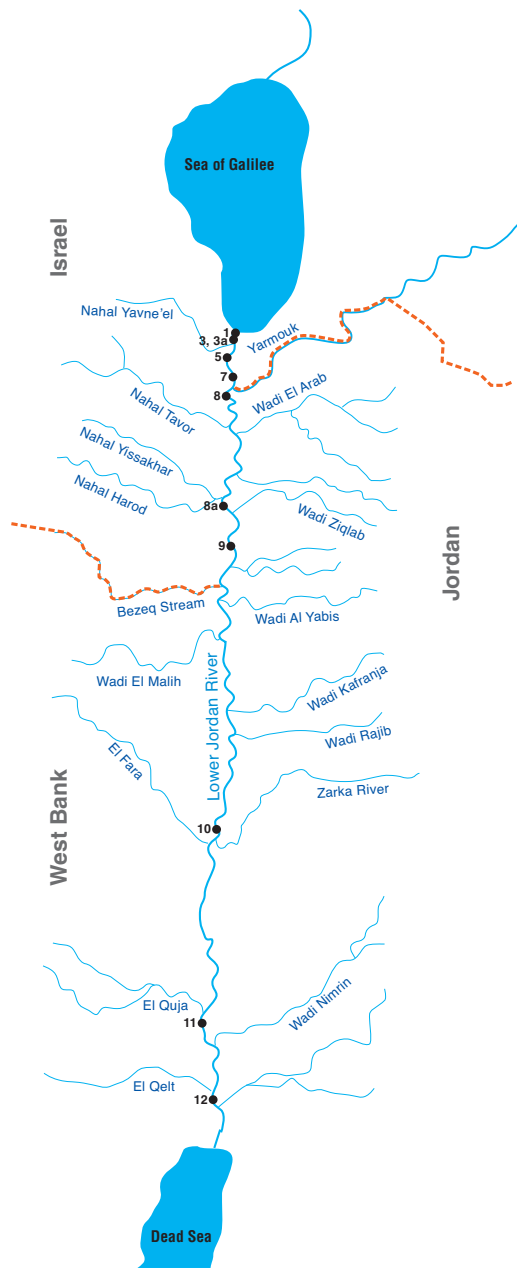 Sea of Galilee
Israel
Nahal Yavne'el
1
3, 3a
Yarmouk
5
7
8
Wadi El Arab
Nahal Tavor
Nahal Yissakhar
Nahal Harod
8a
Wadi Ziqlab
9
Jordan
Bezeq Stream
Wadi Al Yabis
Wadi El Malih
Lower Jordan River
Wadi Kafranja
Wadi Rajib
El Fara
Zarka River
West Bank
10
El Quja
Wadi Nimrin
11
El Qelt
12
Dead Sea